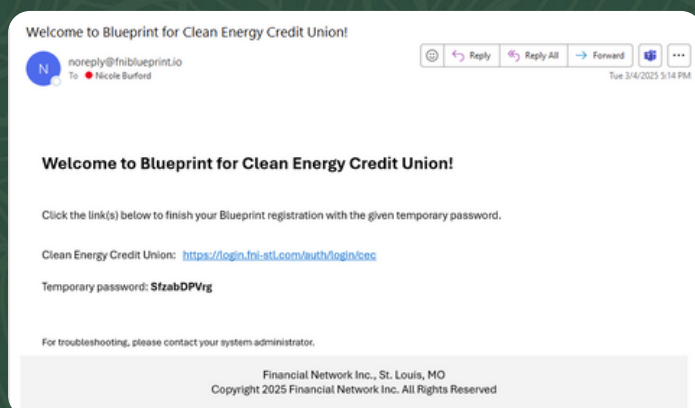 Welcome to Blueprint for Clean Energy Credit Union!
N
noreply@fniblueprint.io
To Nicole Burford
Reply Reply All Forward
Tue 3/4/2025 5:14 PM
Welcome to Blueprint for Clean Energy Credit Union!
Click the link(s) below to finish your Blueprint registration with the given temporary password.
Clean Energy Credit Union: https://login.fni-stl.com/auth/login/cec
Temporary password: SfzabDPVrg
For troubleshooting, please contact your system administrator.
Financial Network Inc., St. Louis, MO
Copyright 2025 Financial Network Inc. All Rights Reserved